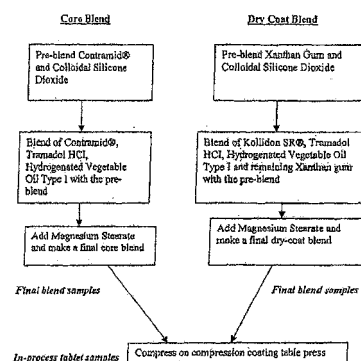 Core Blend
Pre-blend Contramid®
and Colloidal Silicone
Dioxide
Blend of Contramid®,
Tramadol HCl,
Hydrogenated Vegetable
Oil Type 1 with the pre-
blend
Add Magnesium Stearate
and make a final core blend
Final blend samples
Dry Coat Blend
Pre-blend Xanthan Gum and
Colloidal Silicone Dioxide
Blend of Kollidon SR®, Tramadol
HCl, Hydrogenated Vegetable Oil
Type I and remaining Xanthan gum
with the pre-blend
Add Magnesium Stearate and
make a final dry-coat blend
Final blend samples
In-process tablet samples
Compress on compression coating table press